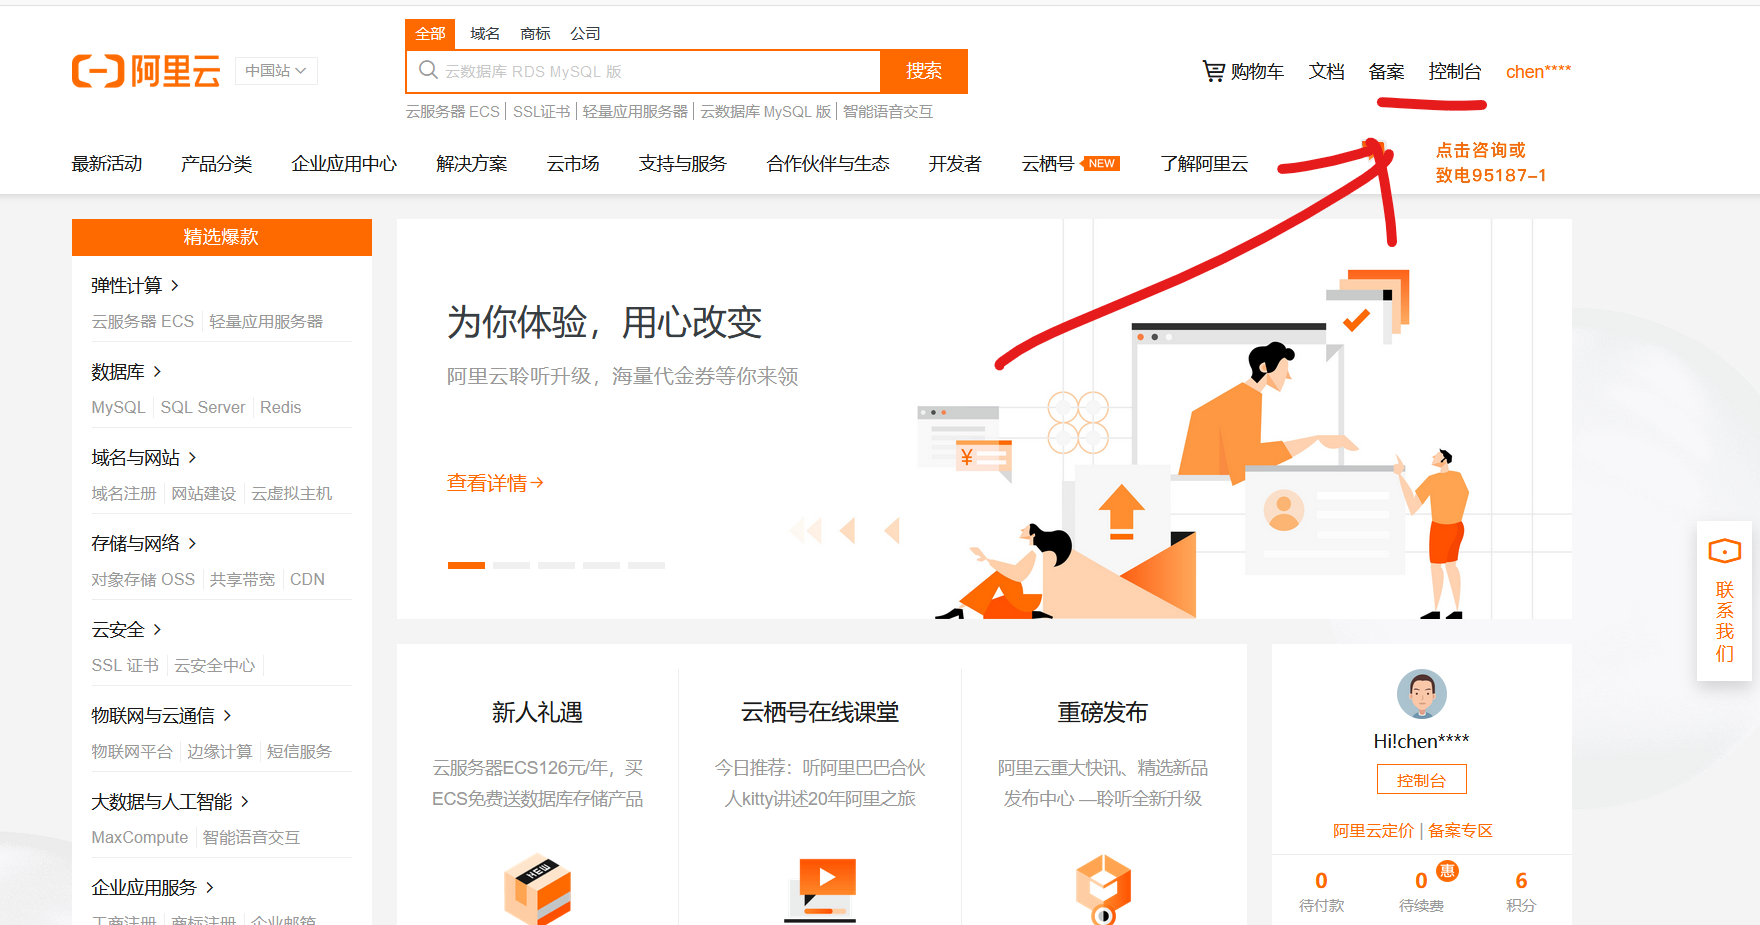 全部 域名 商标 公司
阿里云 中国站
云数据库 RDS MySQL 版 搜索
购物车 文档 备案 控制台 chen****
云服务器 ECS SSL证书 轻量应用服务器 云数据库 MySQL 版 智能语音交互
最新活动 产品分类 企业应用中心 解决方案 云市场 支持与服务 合作伙伴与生态 开发者 云栖号 NEW 了解阿里云
点击咨询或
致电95187-1
精选爆款
弹性计算
云服务器 ECS 轻量应用服务器
数据库
MySQL SQL Server Redis
域名与网站
域名注册 网站建设 云虚拟主机
存储与网络
对象存储 OSS 共享带宽 CDN
云安全
SSL 证书 云安全中心
物联网与云通信
物联网平台 边缘计算 短信服务
大数据与人工智能
MaxCompute 智能语音交互
企业应用服务
工商注册 商标注册 企业邮箱
为你体验，用心改变
阿里云聆听升级，海量代金券等你来领
查看详情
¥
新人礼遇
云服务器ECS126元/年，买
ECS免费送数据库存储产品
NEW
云栖号在线课堂
今日推荐：听阿里巴巴合伙
人kitty讲述20年阿里之旅
重磅发布
阿里云重大快讯、精选新品
发布中心 —聆听全新升级
Hi!chen****
控制台
阿里云定价 | 备案专区
0 0 惠 6
待付款 待续费 积分
联系我们